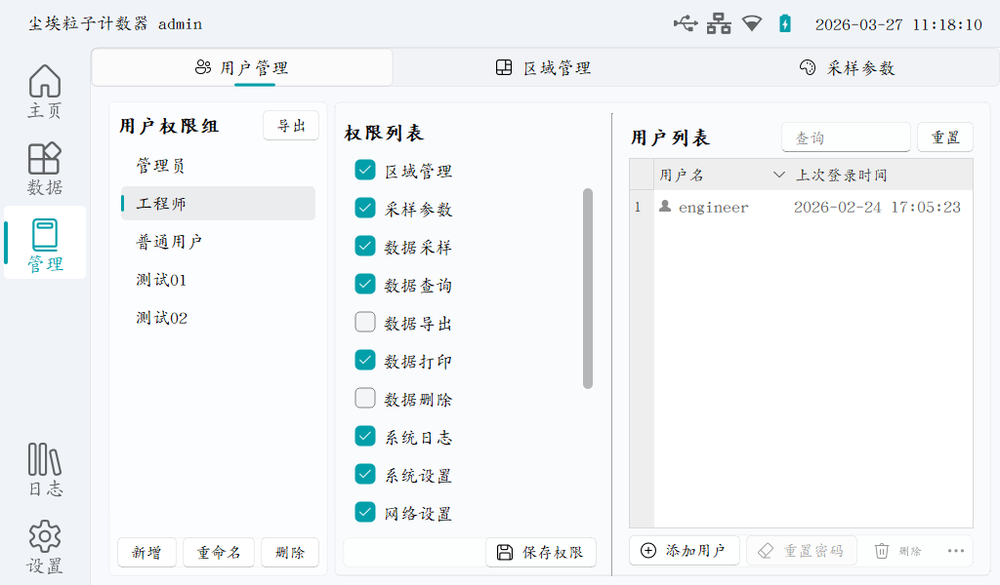 尘埃粒子计数器 admin
2026-03-27 11:18:10
主页
数据
管理
日志
设置
用户管理
区域管理
采样参数
用户权限组
导出
管理员
工程师
普通用户
测试01
测试02
新增
重命名
删除
权限列表
区域管理
采样参数
数据采样
数据查询
数据导出
数据打印
数据删除
系统日志
系统设置
网络设置
保存权限
用户列表
查询
重置
用户名
上次登录时间
1 engineer 2026-02-24 17:05:23
添加用户
重置密码
删除